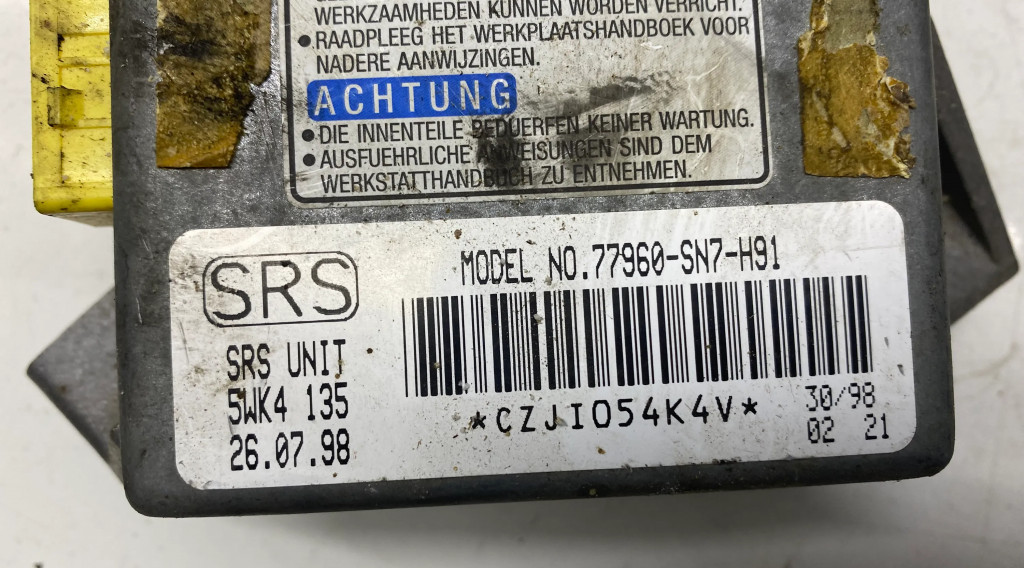 WERKZAAMHEDEN KUNNEN WORDEN VERRICHT.
• RAADPLEEG HET WERKPLAATSHANDBOEK VOOR
NADERE AANWIJZINGEN.
ACHTUNG
• DIE INNENTEILE BEDUERFEN KEINER WARTUNG.
• AUSFUEHRLICHE ANWEISUNGEN SIND DEM
WERKSTATTHANDBUCH ZU ENTNEHMEN.
SRS
MODEL NO.77960-SN7-H91
SRS UNIT
5WK4 135
26.07.98
*CZJI054K4V*
30/98
02 21